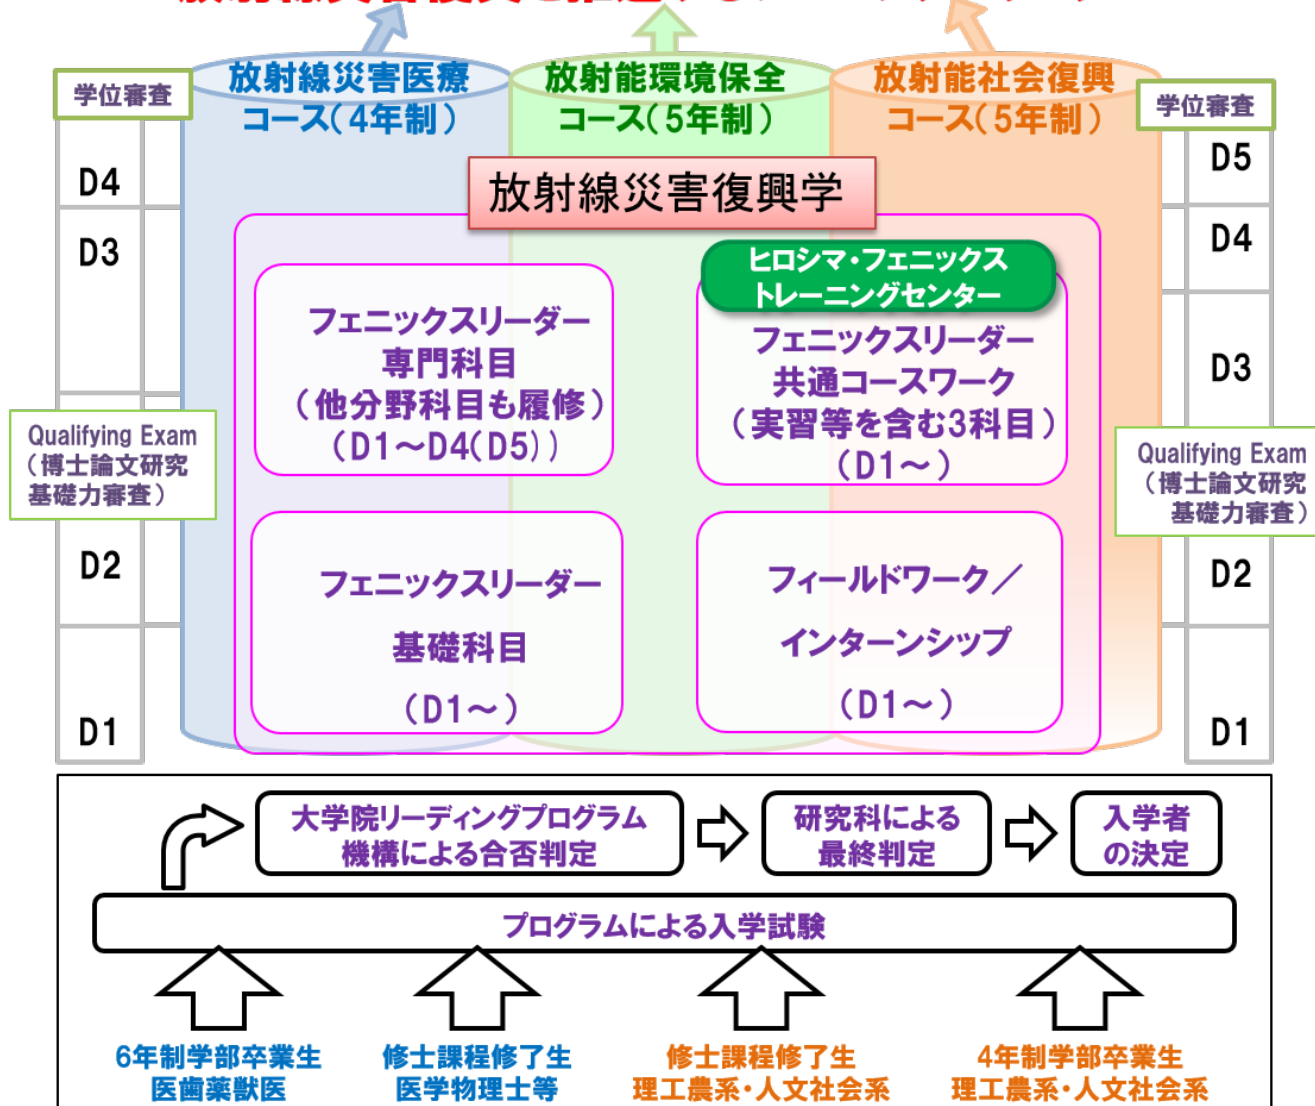 放射線災害医療
コース(4年制)
放射能環境保全
コース(5年制)
放射能社会復興
コース(5年制)
学位審査
学位審査
D4
D3
D2
D1
D5
D4
D3
D2
D1
Qualifying Exam
(博士論文研究
基礎力審査)
Qualifying Exam
(博士論文研究
基礎力審査)
放射線災害復興学
フェニックスリーダー
専門科目
(他分野科目も履修)
(D1～D4(D5))
ヒロシマ・フェニックス
トレーニングセンター
フェニックスリーダー
共通コースワーク
(実習等を含む3科目)
(D1～)
フェニックスリーダー
基礎科目
(D1～)
フィールドワーク／
インターンシップ
(D1～)
大学院リーディングプログラム
機構による合否判定
研究科による
最終判定
入学者
の決定
プログラムによる入学試験
6年制学部卒業生
医歯薬獣医
修士課程修了生
医学物理士等
修士課程修了生
理工農系・人文社会系
4年制学部卒業生
理工農系・人文社会系